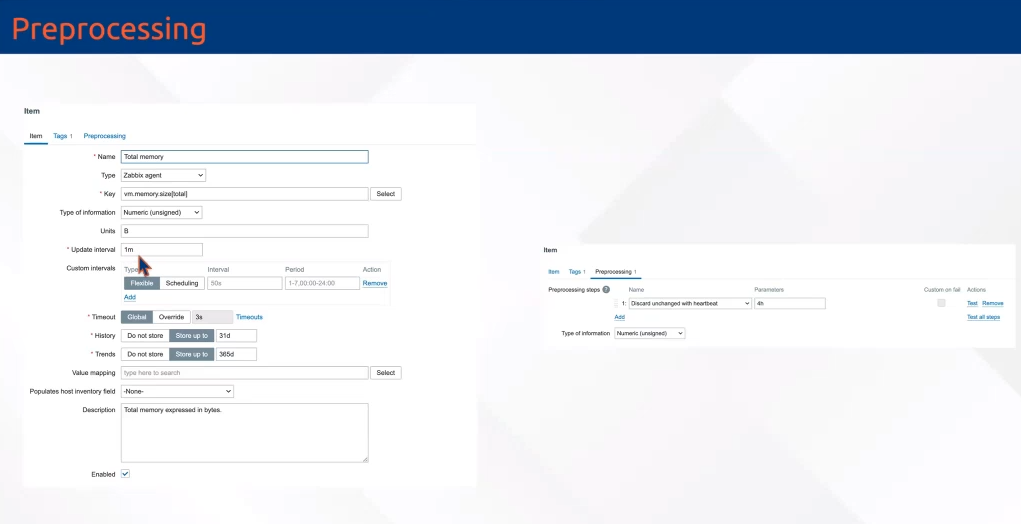 Preprocessing
Item
Item Tags 1 Preprocessing
* Name Total memory
Type Zabbix agent
* Key vm.memory.size[total] Select
Type of information Numeric (unsigned)
Units B
* Update interval 1m
Custom intervals Type Interval Period Action
Flexible Scheduling 50s 1-7,00:00-24:00 Remove
Add
* Timeout Global Override 3s Timeouts
* History Do not store Store up to 31d
* Trends Do not store Store up to 365d
Value mapping type here to search Select
Populates host inventory field -None-
Description Total memory expressed in bytes.
Enabled
Item
Item Tags 1 Preprocessing 1
Preprocessing steps ? Name Parameters Custom on fail Actions
1: Discard unchanged with heartbeat 4h Test Remove
Add Test all steps
Type of information Numeric (unsigned)